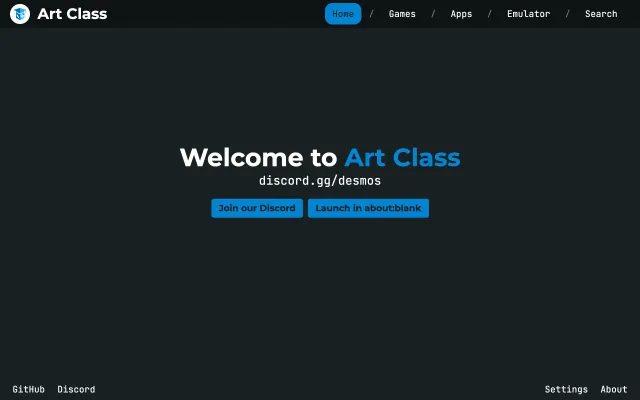 Art Class
Home / Games / Apps / Emulator / Search
Welcome to Art Class
discord.gg/desmos
Join our Discord Launch in about:blank
GitHub Discord Settings About